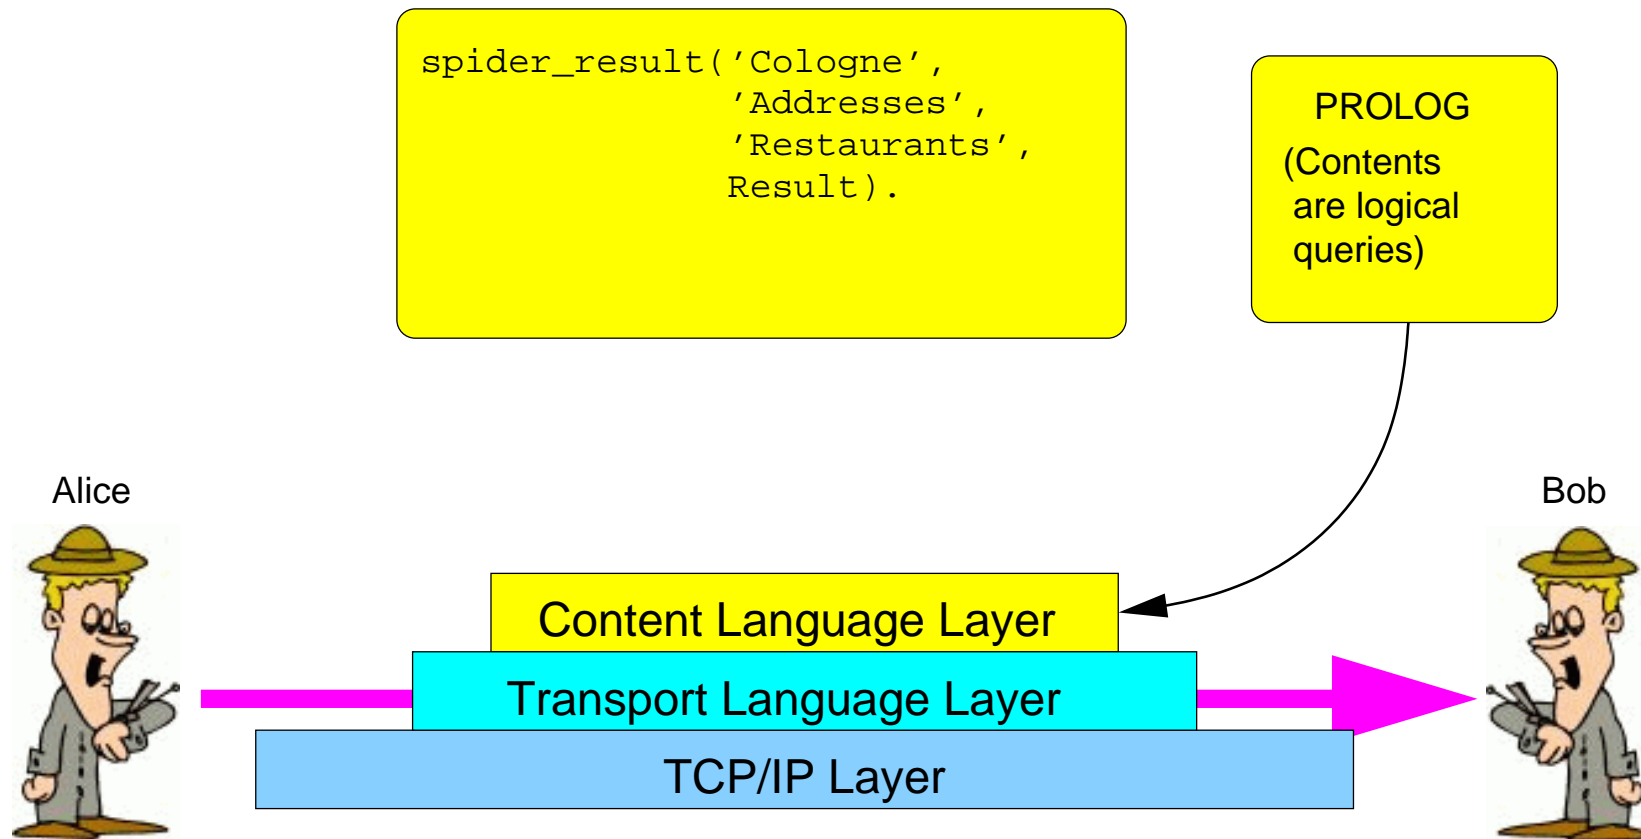 spider_result(′Cologne′,
′Addresses′,
′Restaurants′,
Result).
PROLOG
(Contents
are logical
queries)
Alice
Bob
Content Language Layer
Transport Language Layer
TCP/IP Layer